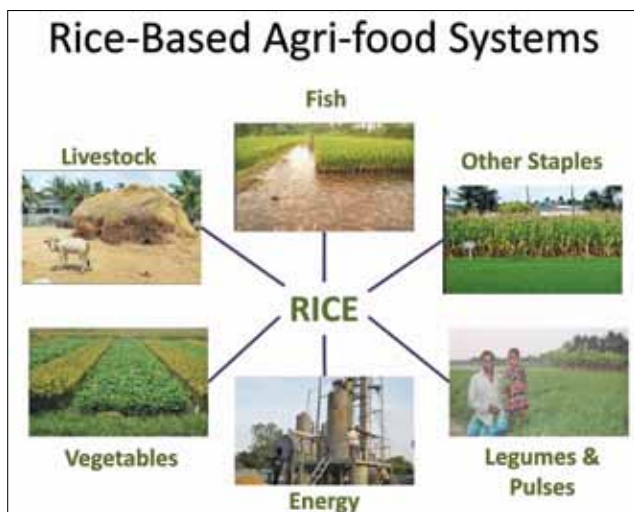 Rice-Based Agri-food Systems
Fish
Livestock
Other Staples
RICE
Vegetables
Energy
Legumes &
Pulses